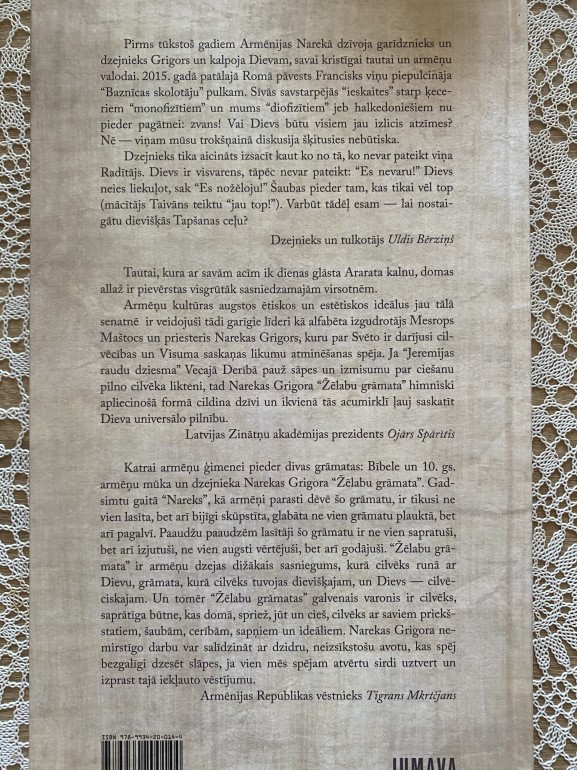 Pirms tūkstoš gadiem Armēnijas Narekā dzīvoja garīdznieks un
dzejnieks Grigors un kalpoja Dievam, savai kristīgai tautai un armēņu
valodai. 2015. gadā patālajā Romā pāvests Francisks viņu piepulcināja
“Baznīcas skolotāju” pulkam. Sīvās savstarpējās “ieskaites” starp ķece-
riem “monofizītiem” un mums “diofizītiem” jeb halkedoniešiem nu
pieder pagātnei: zvans! Vai Dievs būtu visiem jau izlicis atzīmes?
Nē — viņam mūsu trokšņainā diskusija šķitusies nebūtiska.
Dzejnieks tika aicināts izsacīt kaut ko no tā, ko nevar pateikt viņa
Radītājs. Dievs ir visvarens, tāpēc nevar pateikt: “Es nevaru!” Dievs
neies liekuļot, sak “Es nožēloju!” Šaubas pieder tam, kas tikai vēl top
(mācītājs Taivāns teiktu “jau top!”). Varbūt tādēļ esam — lai nostai-
gātu dievišķās Tapšanas ceļu?
Dzejnieks un tulkotājs Uldis Bērziņš
Tautai, kura ar savām acīm ik dienas glāsta Ararata kalnu, domas
allaž ir pievērstas visgrūtāk sasniedzamajām virsotnēm.
Armēņu kultūras augstos ētiskos un estētiskos ideālus jau tālā
senatnē ir veidojuši tādi garīgie līderi kā alfabēta izgudrotājs Mesrops
Maštocs un priesteris Narekas Grigors, kuru par Svēto ir darījusi cil-
vēcības un Visuma saskaņas likumu atminēšanas spēja. Ja “Jeremijas
raudu dziesma” Vecajā Derībā pauž sāpes un izmisumu par ciešanu
pilno cilvēka likteni, tad Narekas Grigora “Žēlabu grāmata” himniski
apliecinošā formā cildina dzīvi un ikvienā tās acumirklī ļauj saskatīt
Dieva universālo pilnību.
Latvijas Zinātņu akadēmijas prezidents Ojārs Spārītis
Katrai armēņu ģimenei pieder divas grāmatas: Bībele un 10. gs.
armēņu mūka un dzejnieka Narekas Grigora “Žēlabu grāmata”. Gad-
simtu gaitā “Nareks”, kā armēņi parasti dēvē šo grāmatu, ir tikusi ne
vien lasīta, bet arī bijīgi skūpstīta, glabāta ne vien grāmatu plauktā, bet
arī pagalvī. Paaudžu paaudzēm lasītāji šo grāmatu ir ne vien sapratuši,
bet arī izjutuši, ne vien augsti vērtējuši, bet arī godājuši. “Žēlabu grā-
mata” ir armēņu dzejas dižākais sasniegums, kurā cilvēks runā ar
Dievu, grāmata, kurā cilvēks tuvojas dievišķajam, un Dievs — cilvē-
ciskajam. Un tomēr “Žēlabu grāmatas” galvenais varonis ir cilvēks,
saprātīga būtne, kas domā, spriež, jūt un cieš, cilvēks ar saviem priekš-
statiem, šaubām, cerībām, sapņiem un ideāliem. Narekas Grigora ne-
mirstīgo darbu var salīdzināt ar dzidru, neizsīkstošu avotu, kas spēj
bezgalīgi dzesēt slāpes, ja vien mēs spējam atvērtu sirdi uztvert un
izprast tajā iekļauto vēstījumu.
Armēnijas Republikas vēstnieks Tigrans Mkrtčjans
ISBN 978-9934-20-014-4
JUMAVA